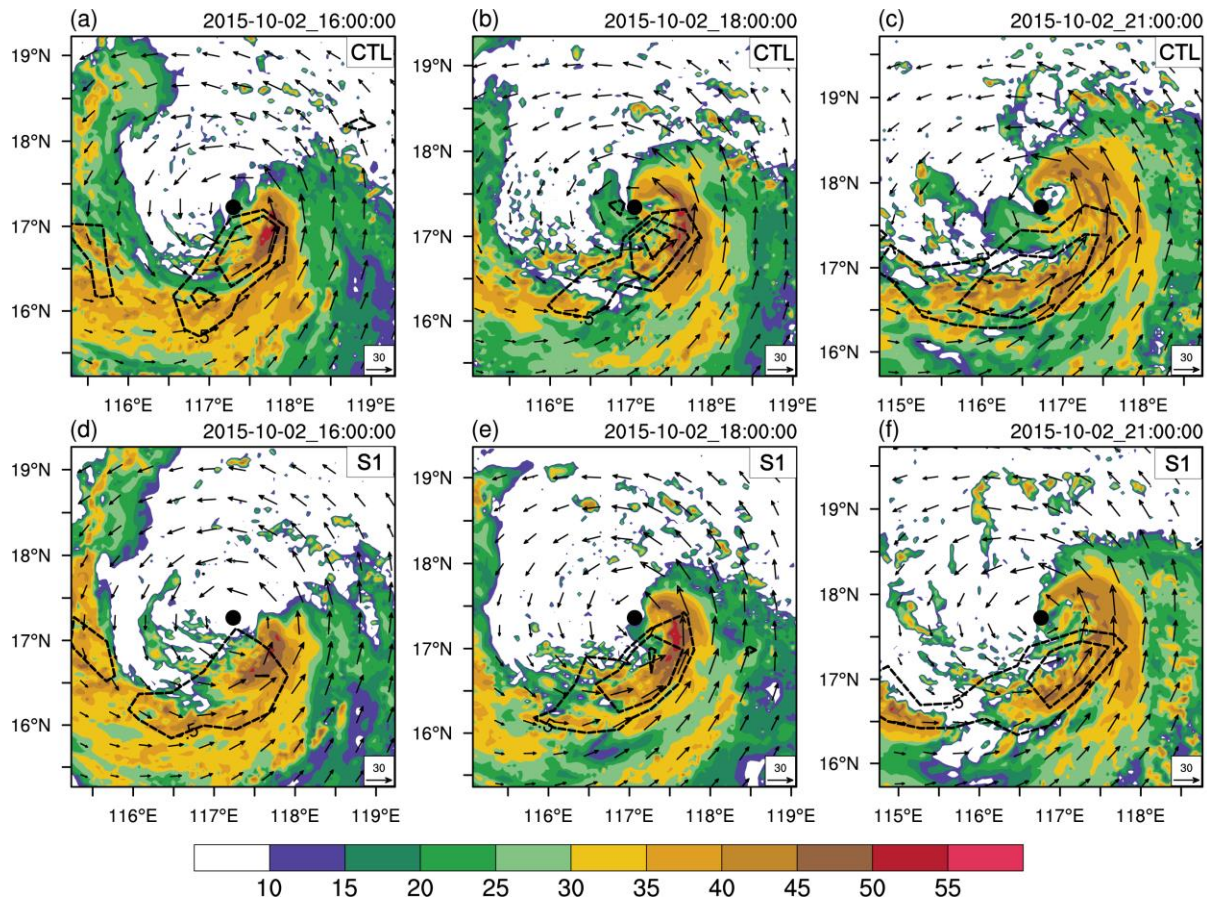 (a) 2015-10-02_16:00:00
CTL
19°N
18°N
17°N
16°N
.5
30
116°E 117°E 118°E 119°E
(b) 2015-10-02_18:00:00
CTL
19°N
18°N
17°N
16°N
.5
30
116°E 117°E 118°E 119°E
(c) 2015-10-02_21:00:00
CTL
19°N
18°N
17°N
16°N
30
115°E 116°E 117°E 118°E
(d) 2015-10-02_16:00:00
S1
19°N
18°N
17°N
16°N
.5
30
116°E 117°E 118°E 119°E
(e) 2015-10-02_18:00:00
S1
19°N
18°N
17°N
16°N
30
116°E 117°E 118°E 119°E
(f) 2015-10-02_21:00:00
S1
19°N
18°N
17°N
16°N
.5
30
115°E 116°E 117°E 118°E
10 15 20 25 30 35 40 45 50 55